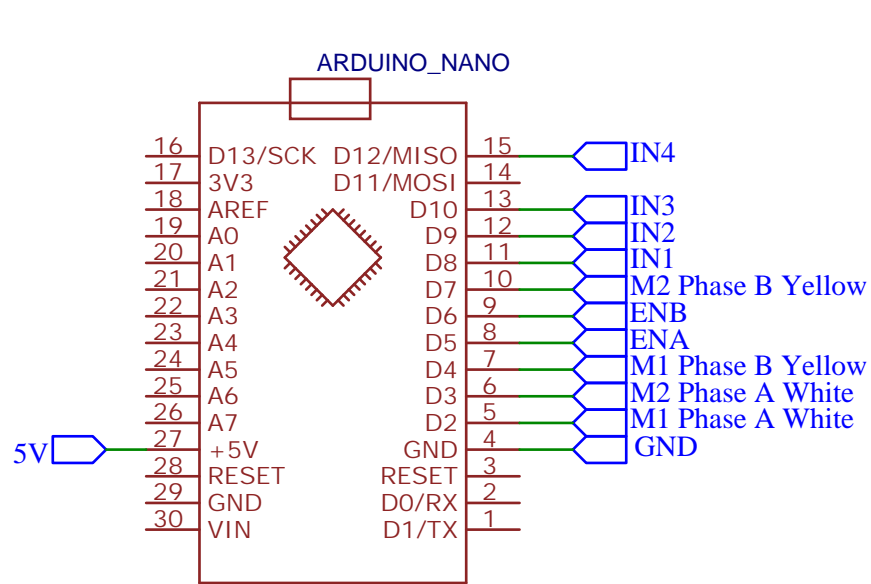 ARDUINO_NANO
16 D13/SCK D12/MISO 15 IN4
17 3V3 D11/MOSI 14
18 AREF D10 13 IN3
19 A0 D9 12 IN2
20 A1 D8 11 IN1
21 A2 D7 10 M2 Phase B Yellow
22 A3 D6 9 ENB
23 A4 D5 8 ENA
24 A5 D4 7 M1 Phase B Yellow
25 A6 D3 6 M2 Phase A White
26 A7 D2 5 M1 Phase A White
5V 27 +5V GND 4 GND
28 RESET RESET 3
29 GND D0/RX 2
30 VIN D1/TX 1